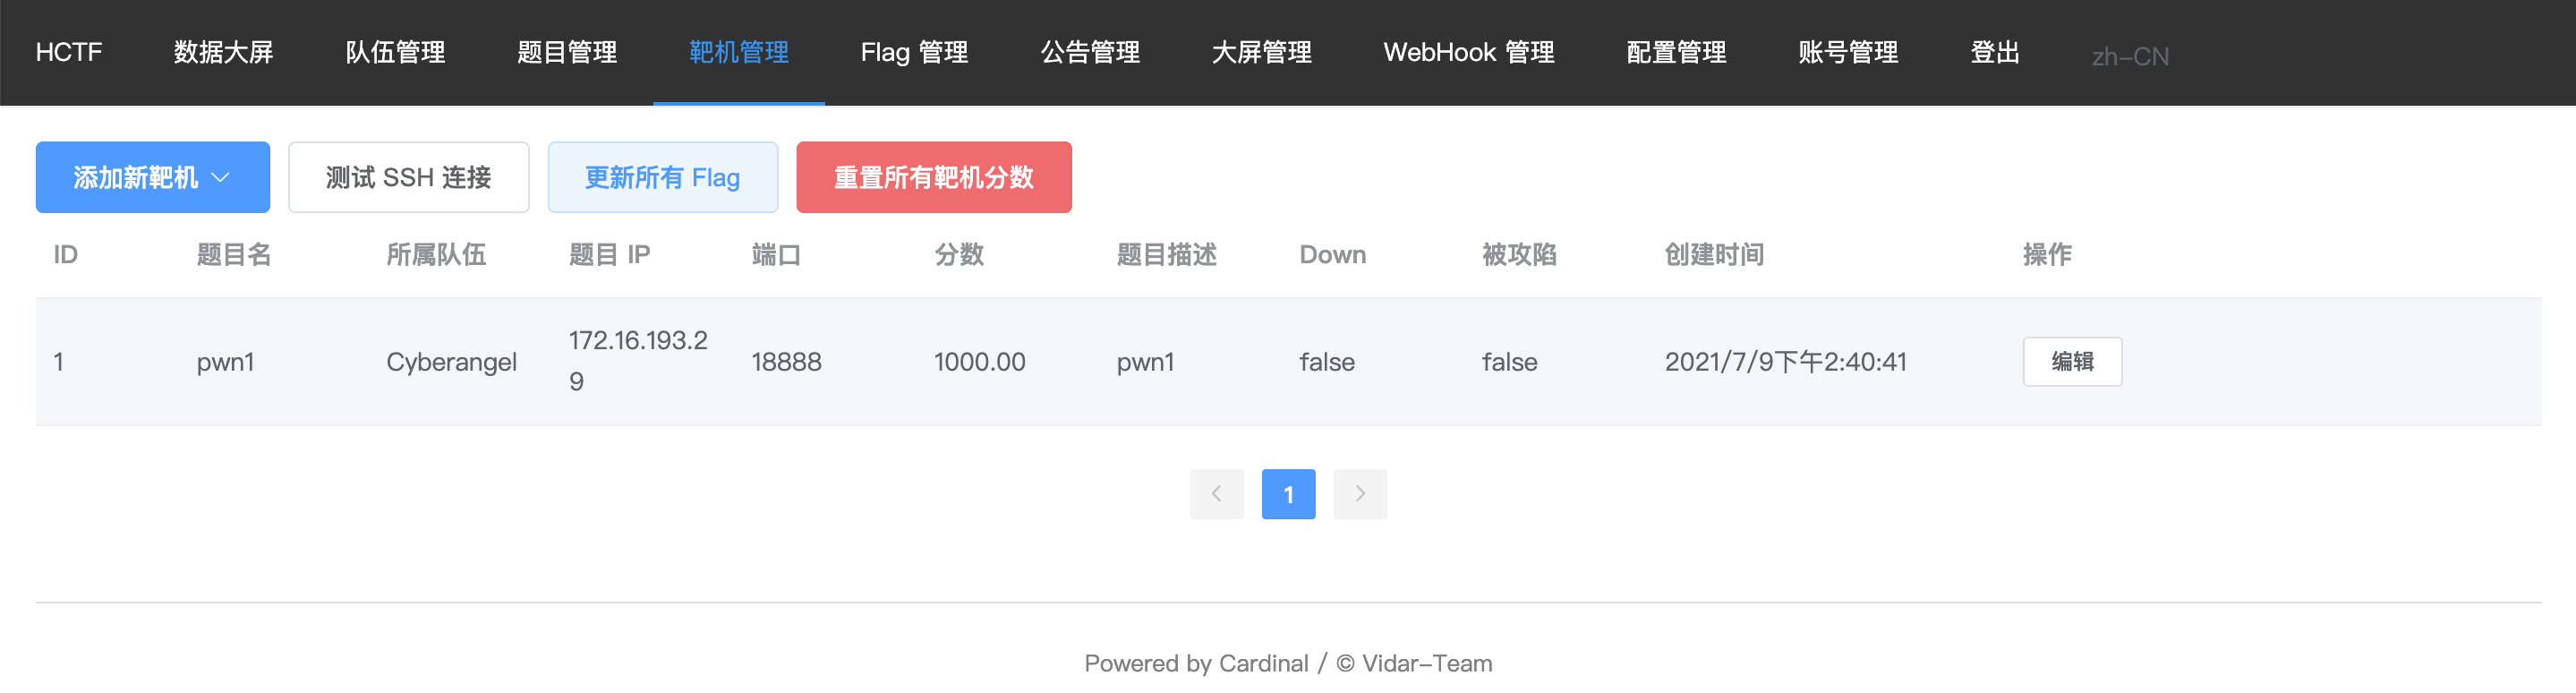 HCTF 数据大屏 队伍管理 题目管理 靶机管理 Flag 管理 公告管理 大屏管理 WebHook 管理 配置管理 账号管理 登出 zh-CN
添加新靶机 测试 SSH 连接 更新所有 Flag 重置所有靶机分数
ID 题目名 所属队伍 题目 IP 端口 分数 题目描述 Down 被攻陷 创建时间 操作
1 pwn1 Cyberangel 172.16.193.2
9 18888 1000.00 pwn1 false false 2021/7/9下午2:40:41 编辑
1
Powered by Cardinal / © Vidar-Team